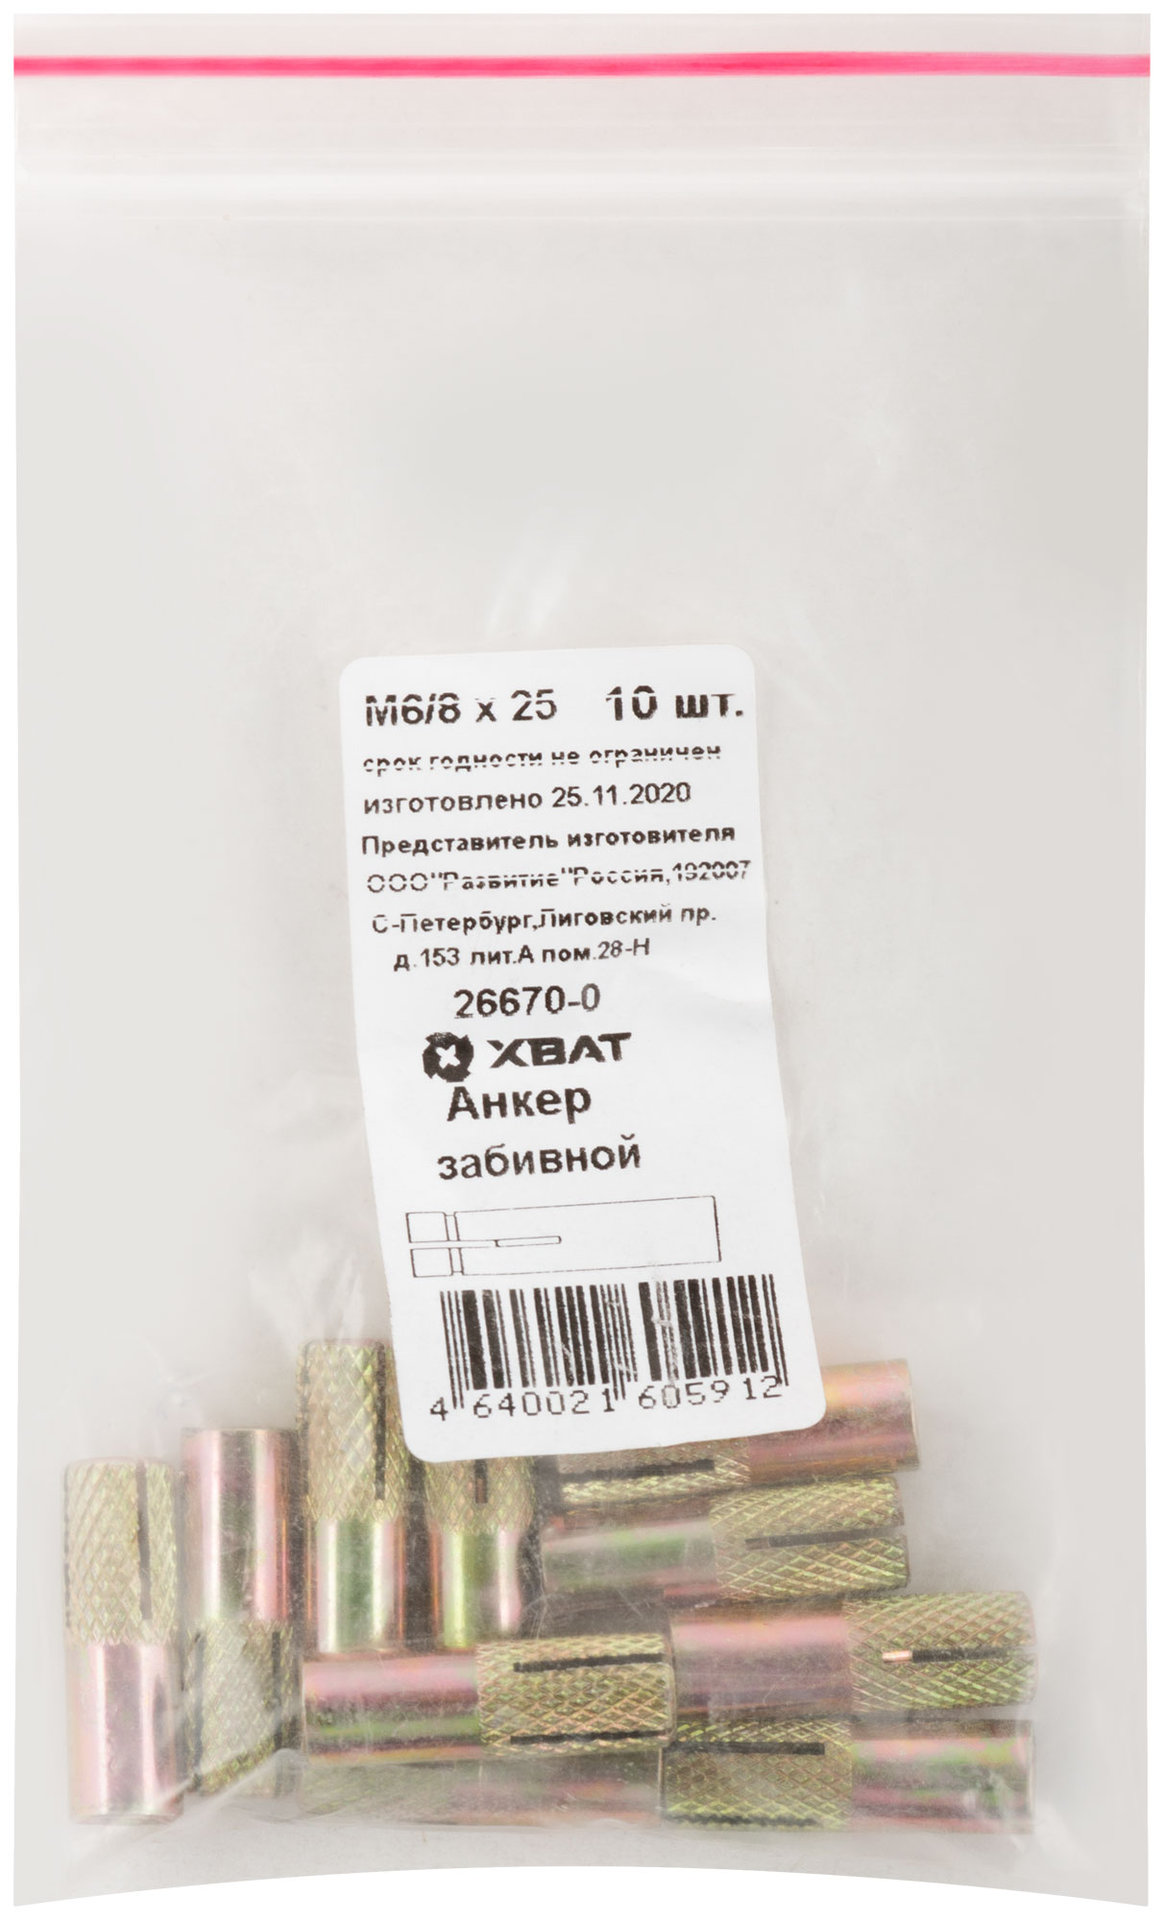 М6/8 х 25 10 шт.
срок годности не ограничен
изготовлено 25.11.2020
Представитель изготовителя
ООО"Развитие"Россия,192007
С-Петербург,Лиговский пр.
д.153 лит.А пом.28-Н
26670-0
ХВАТ
Анкер
забивной
4 640021 605912